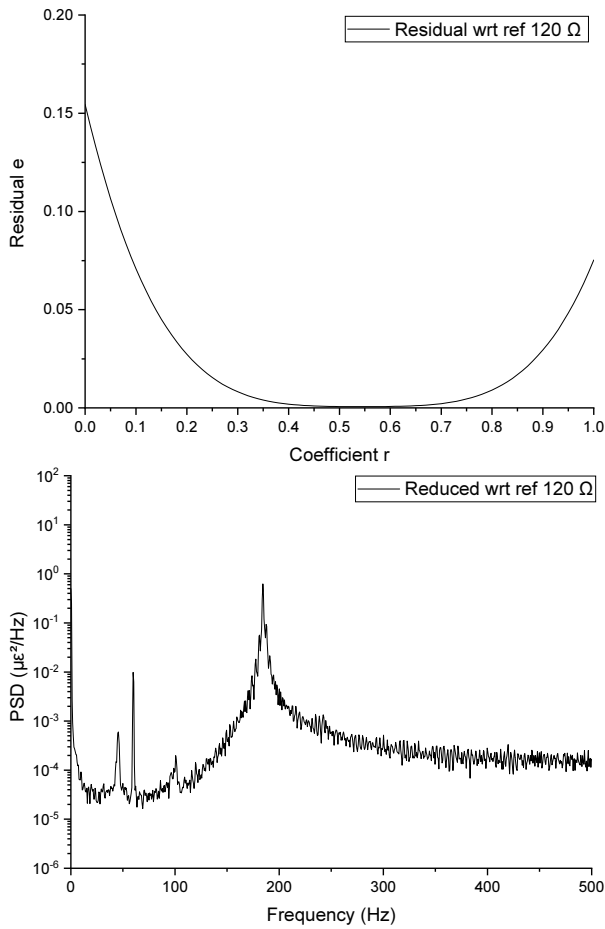 0.20
Residual wrt ref 120 Ω
0.15
0.10
0.05
0.00
Residual e
0.0 0.1 0.2 0.3 0.4 0.5 0.6 0.7 0.8 0.9 1.0
Coefficient r
10²
Reduced wrt ref 120 Ω
10¹
10⁰
10⁻¹
10⁻²
10⁻³
10⁻⁴
10⁻⁵
10⁻⁶
PSD (µε²/Hz)
0 100 200 300 400 500
Frequency (Hz)